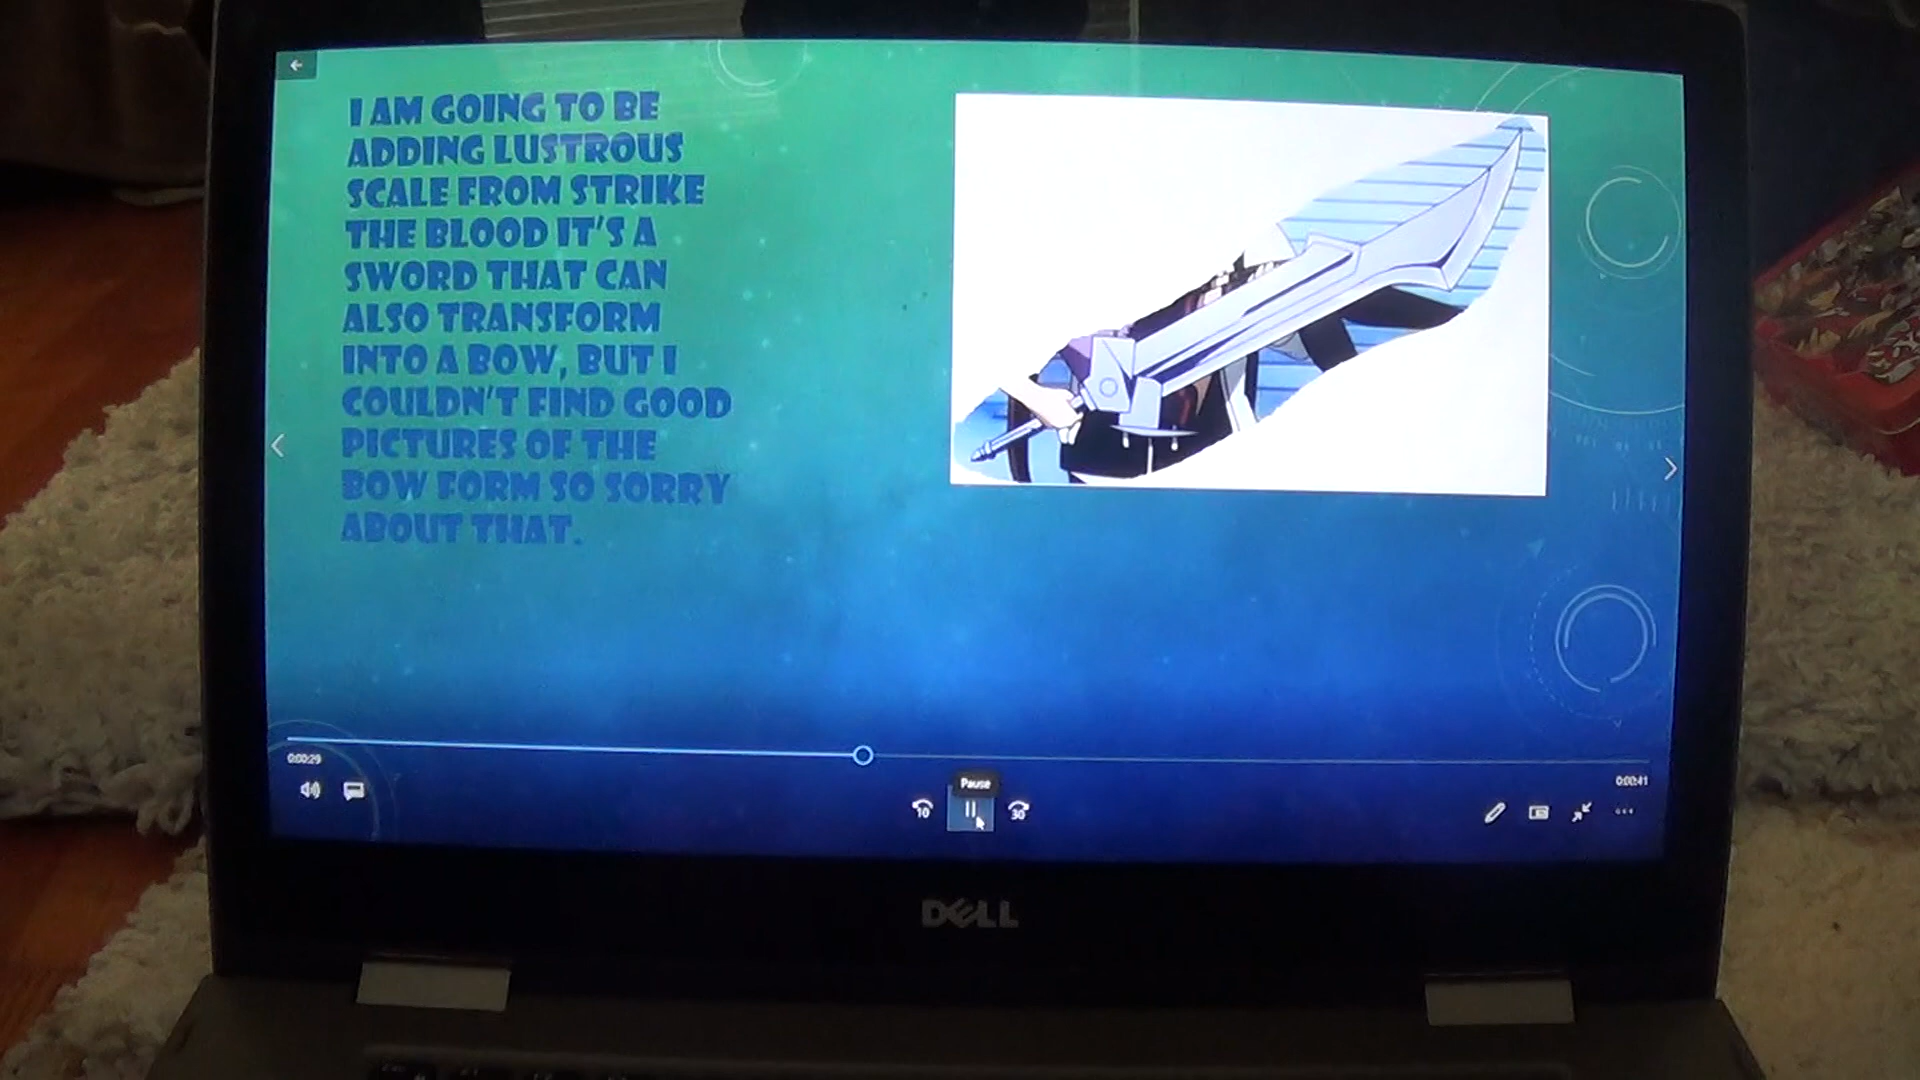 I AM GOING TO BE
ADDING LUSTROUS
SCALE FROM STRIKE
THE BLOOD IT'S A
SWORD THAT CAN
ALSO TRANSFORM
INTO A BOW, BUT I
COULDN'T FIND GOOD
PICTURES OF THE
BOW FORM SO SORRY
ABOUT THAT.
0:00:29
0:00:41
Pause
10
30
DELL